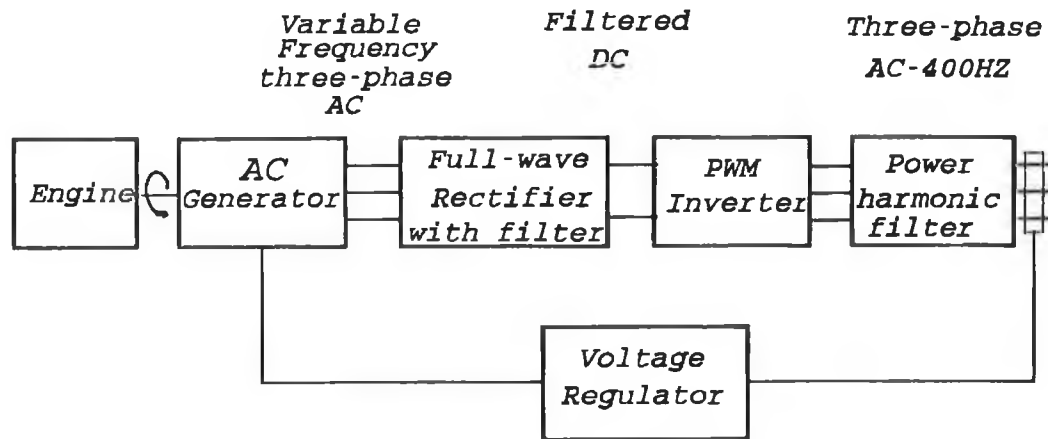 Variable
Frequency
three-phase
AC
Filtered
DC
Three-phase
AC-400HZ
Engine
AC
Generator
Full-wave
Rectifier
with filter
PWM
Inverter
Power
harmonic
filter
Voltage
Regulator